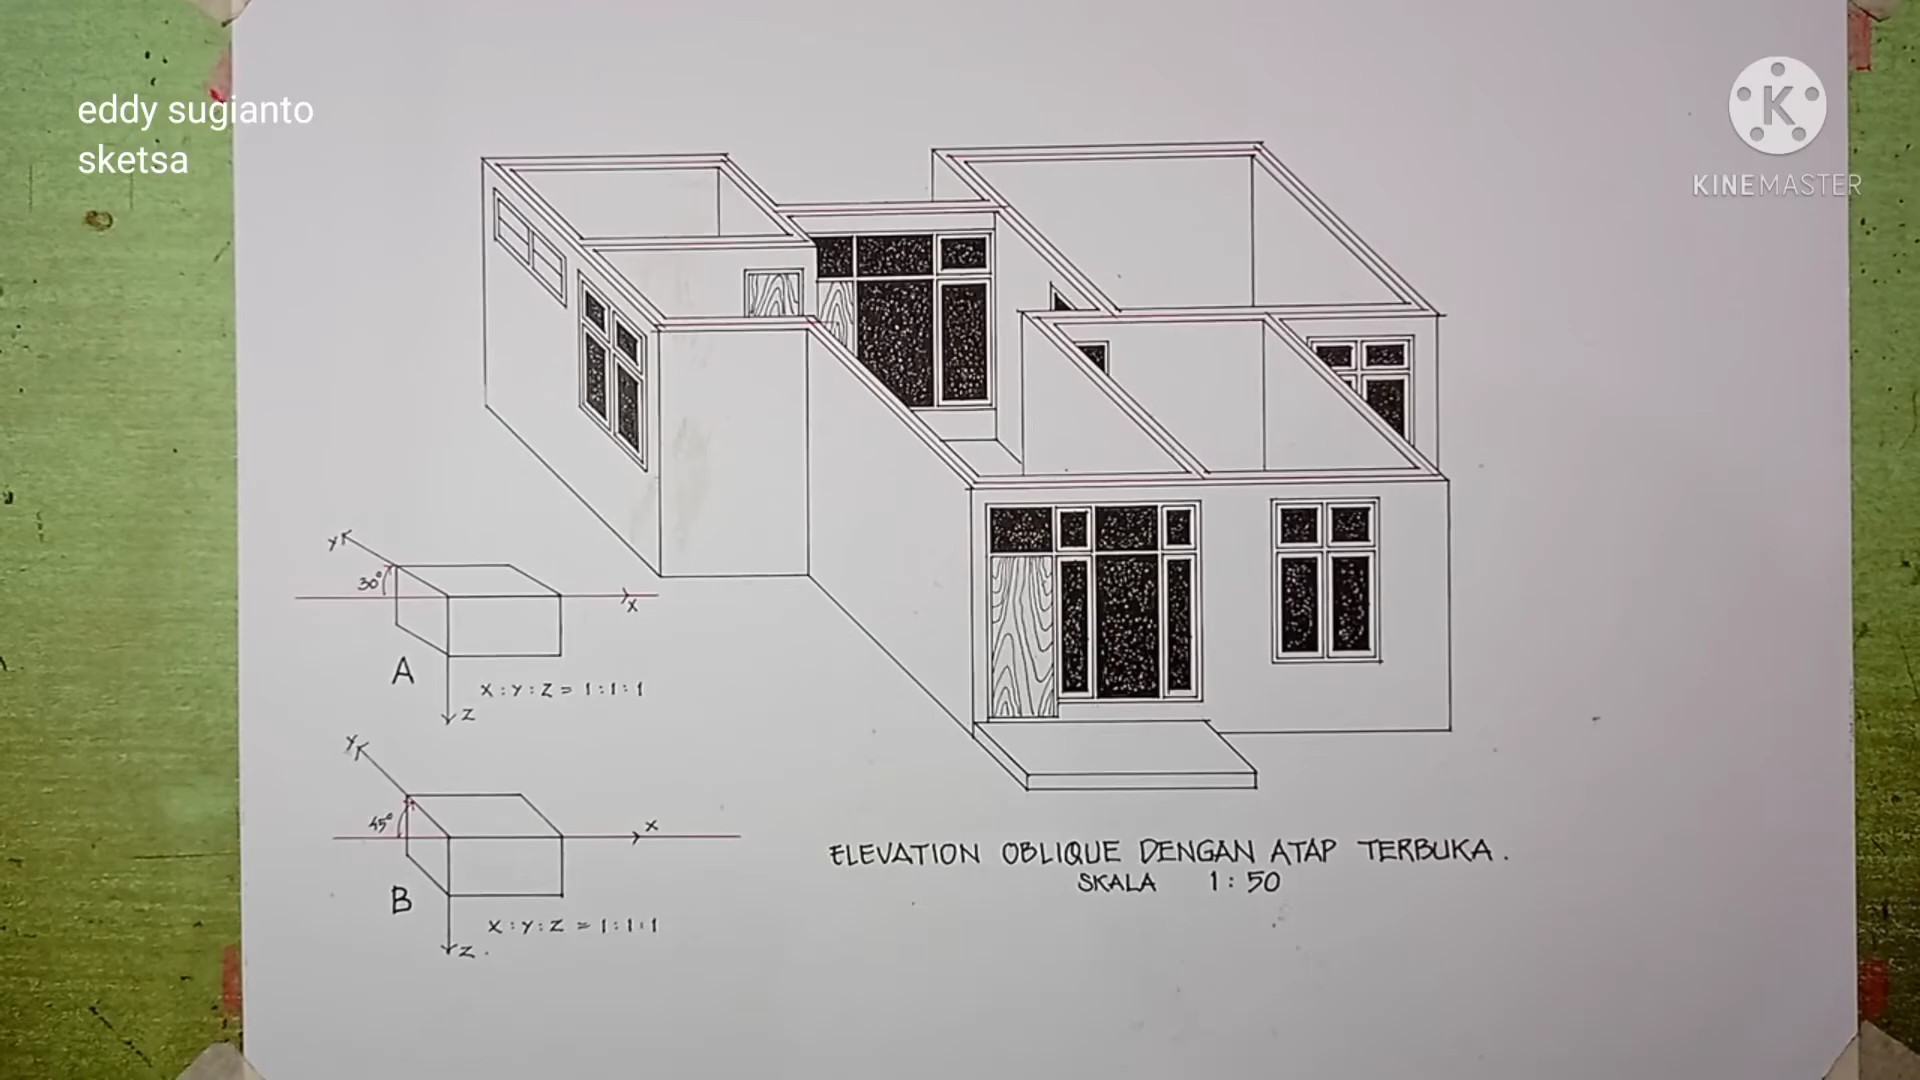 eddy sugianto
sketsa
K
KINEMASTER
Y
30°
X
A
X : Y : Z = 1 : 1 : 1
Z
Y
45°
X
B
X : Y : Z = 1 : 1 : 1
Z
ELEVATION OBLIQUE DENGAN ATAP TERBUKA.
SKALA 1 : 50